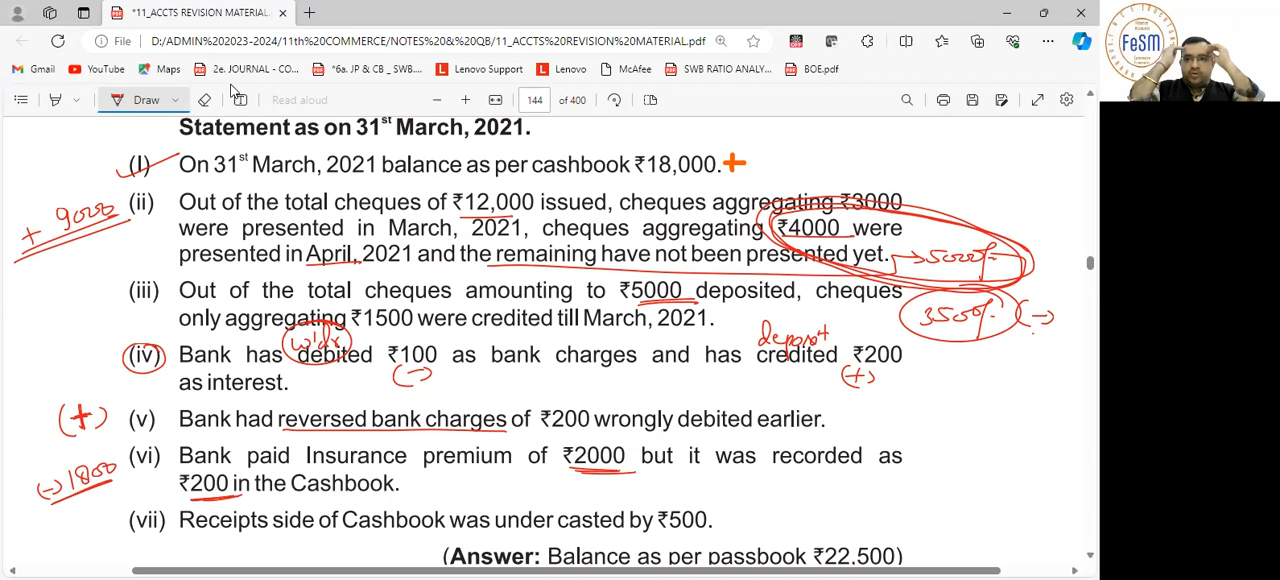 *11_ACCTS REVISION MATERIAL.
File D:/ADMIN%202023-2024/11th%20COMMERCE/NOTES%20&%20QB/11_ACCTS%20REVISION%20MATERIAL.pdf
Gmail YouTube Maps 2e. JOURNAL - CO... *6a. JP & CB _ SWB... Lenovo Support Lenovo McAfee SWB RATIO ANALY... BOE.pdf
Draw Read aloud 144 of 400
FeSM
Statement as on 31st March, 2021.
(I) On 31st March, 2021 balance as per cashbook ₹18,000. +
+ 9000
(ii) Out of the total cheques of ₹12,000 issued, cheques aggregating ₹3000
were presented in March, 2021, cheques aggregating ₹4000 were
presented in April, 2021 and the remaining have not been presented yet. → 5000/-
(iii) Out of the total cheques amounting to ₹5000 deposited, cheques
3500/- (-)
only aggregating ₹1500 were credited till March, 2021.
w'dr deposit
(iv) Bank has debited ₹100 as bank charges and has credited ₹200
(-) (+)
as interest.
(+) (v) Bank had reversed bank charges of ₹200 wrongly debited earlier.
(vi) Bank paid Insurance premium of ₹2000 but it was recorded as
(-) 1800
₹200 in the Cashbook.
(vii) Receipts side of Cashbook was under casted by ₹500.
(Answer: Balance as per passbook ₹22,500)